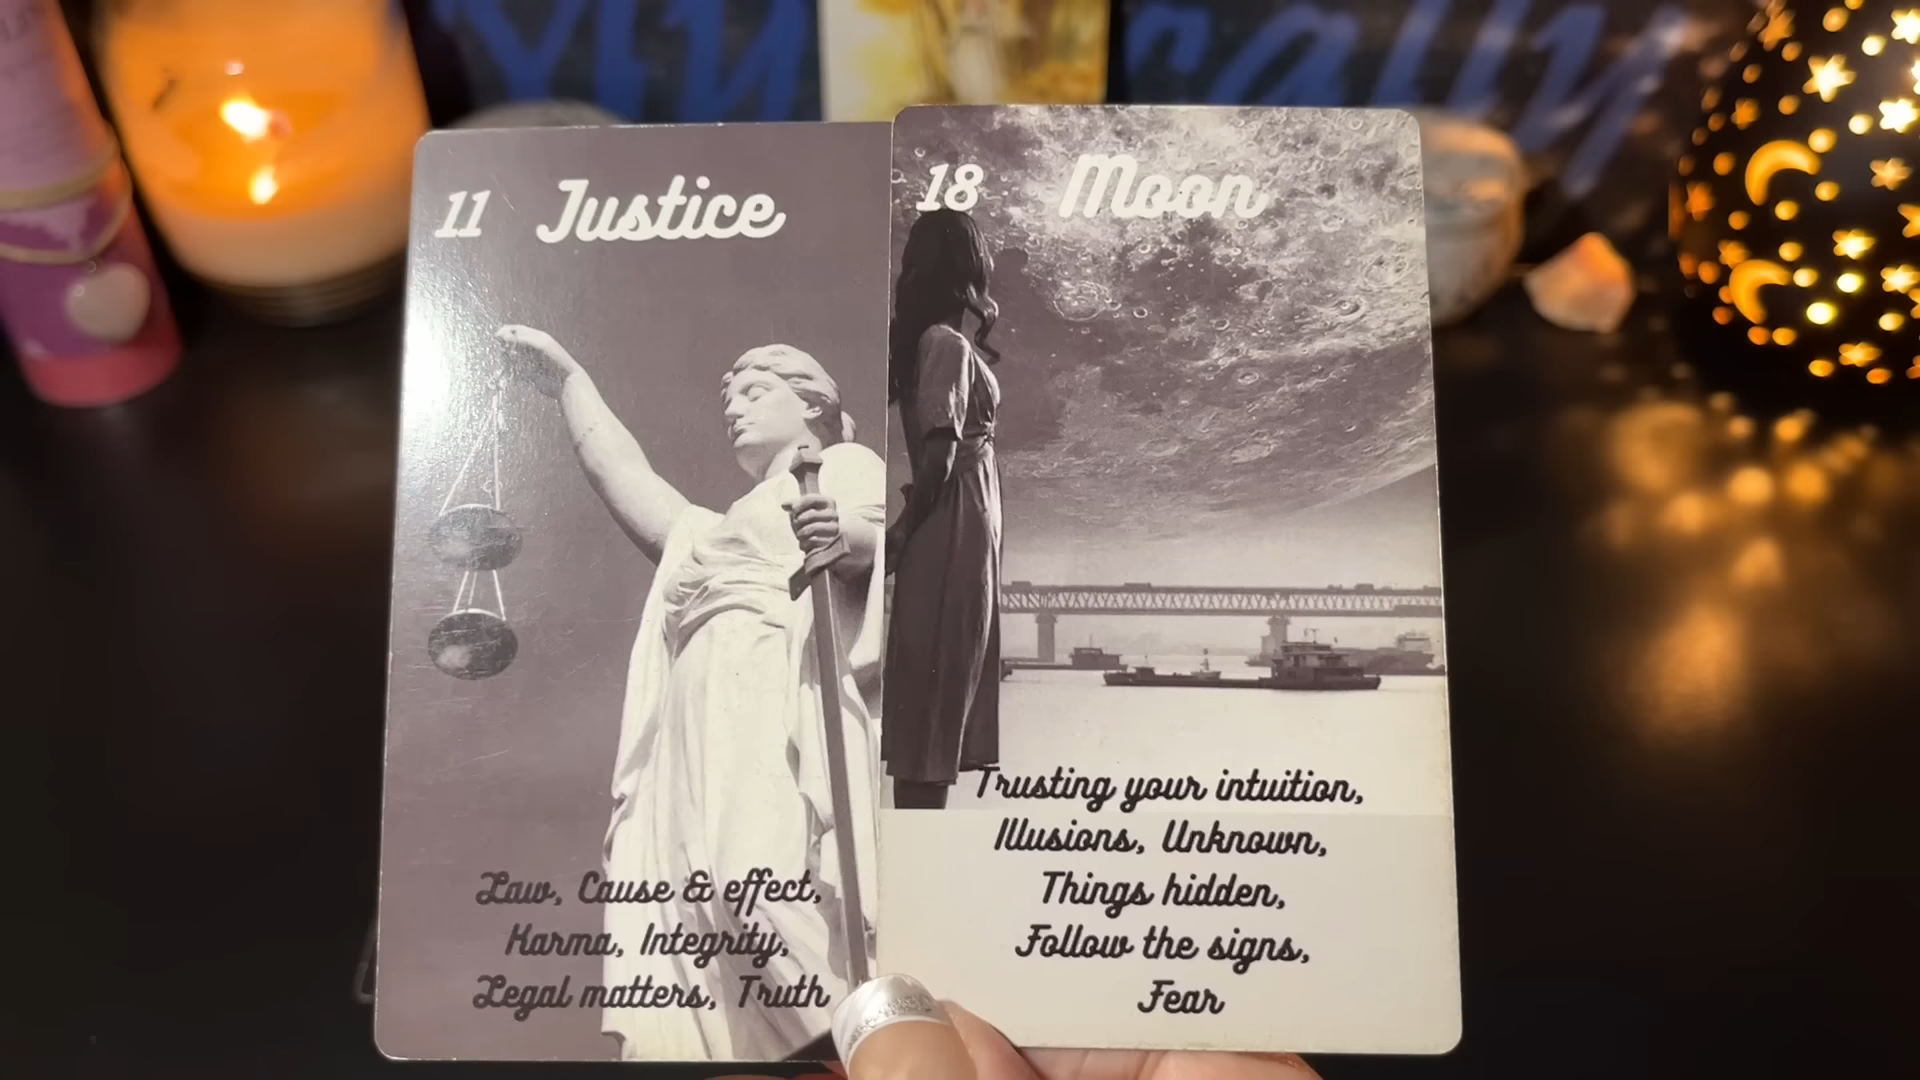 11 Justice
Law, Cause & effect,
Karma, Integrity,
Legal matters, Truth
18 Moon
Trusting your intuition,
Illusions, Unknown,
Things hidden,
Follow the signs,
Fear